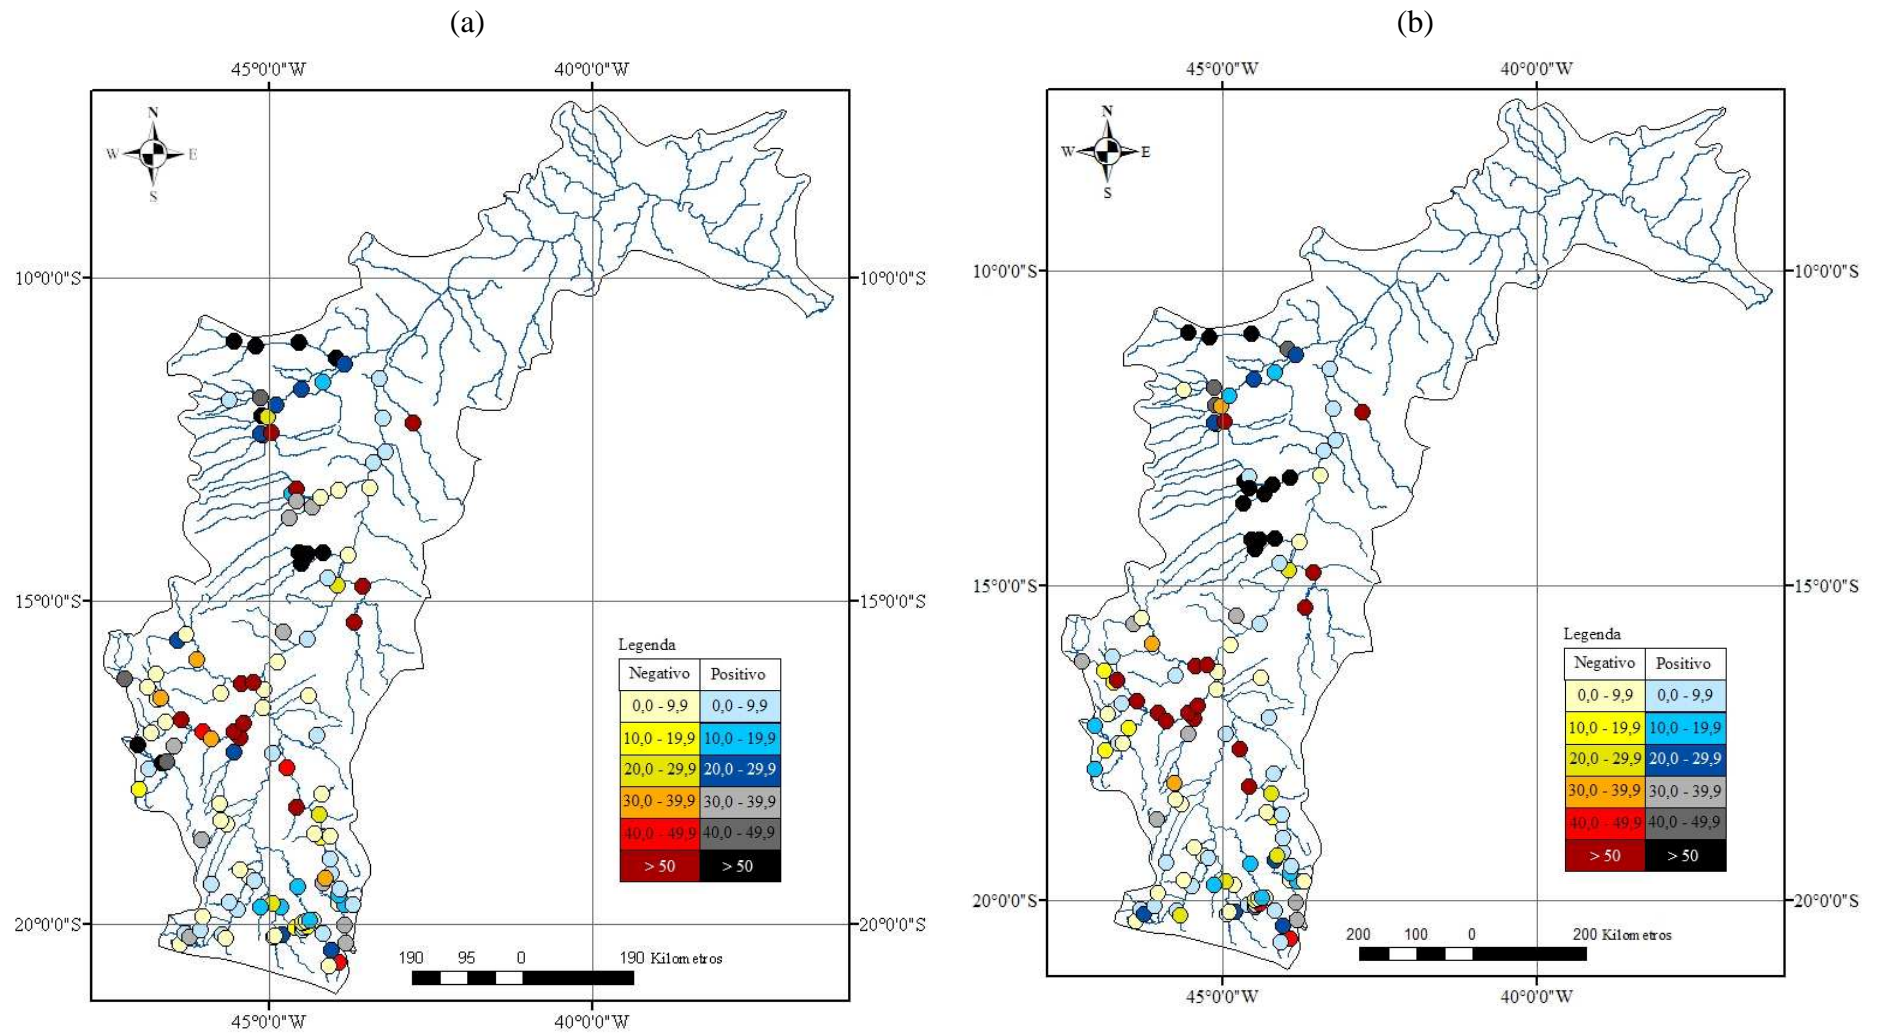 (a)
(b)
45°0'0"W 40°0'0"W
45°0'0"W 40°0'0"W
N
W E
S
N
W E
S
10°0'0"S 10°0'0"S
10°0'0"S 10°0'0"S
15°0'0"S 15°0'0"S
15°0'0"S 15°0'0"S
Legenda
Negativo Positivo
0,0 - 9,9 0,0 - 9,9
10,0 - 19,9 10,0 - 19,9
20,0 - 29,9 20,0 - 29,9
30,0 - 39,9 30,0 - 39,9
40,0 - 49,9 40,0 - 49,9
> 50 > 50
Legenda
Negativo Positivo
0,0 - 9,9 0,0 - 9,9
10,0 - 19,9 10,0 - 19,9
20,0 - 29,9 20,0 - 29,9
30,0 - 39,9 30,0 - 39,9
40,0 - 49,9 40,0 - 49,9
> 50 > 50
20°0'0"S 20°0'0"S
20°0'0"S 20°0'0"S
190 95 0 190 Kilometros
200 100 0 200 Kilometros
45°0'0"W 40°0'0"W
45°0'0"W 40°0'0"W